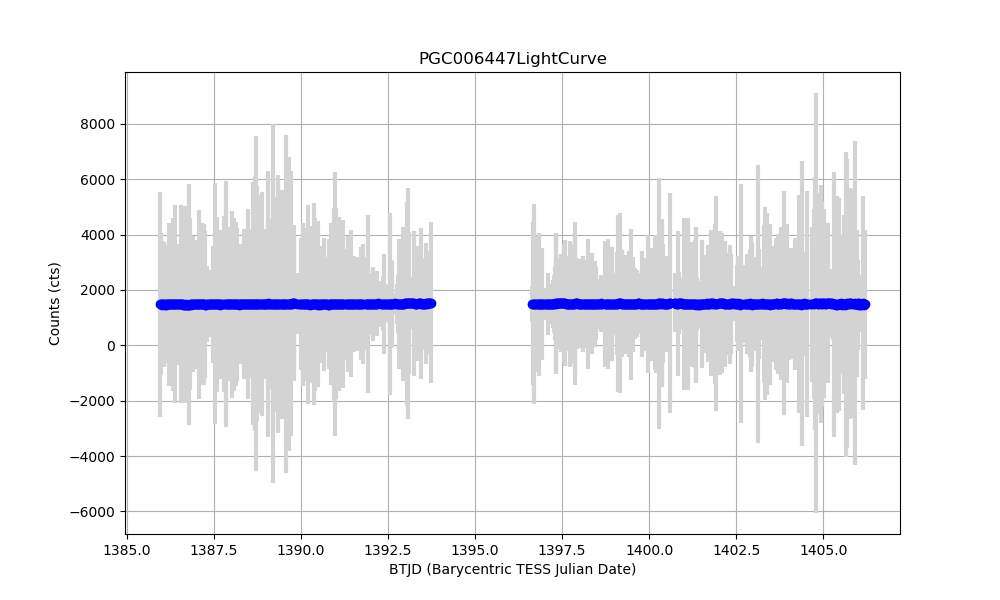 PGC006447LightCurve
Counts (cts)
8000
6000
4000
2000
0
−2000
−4000
−6000
1385.0 1387.5 1390.0 1392.5 1395.0 1397.5 1400.0 1402.5 1405.0
BTJD (Barycentric TESS Julian Date)